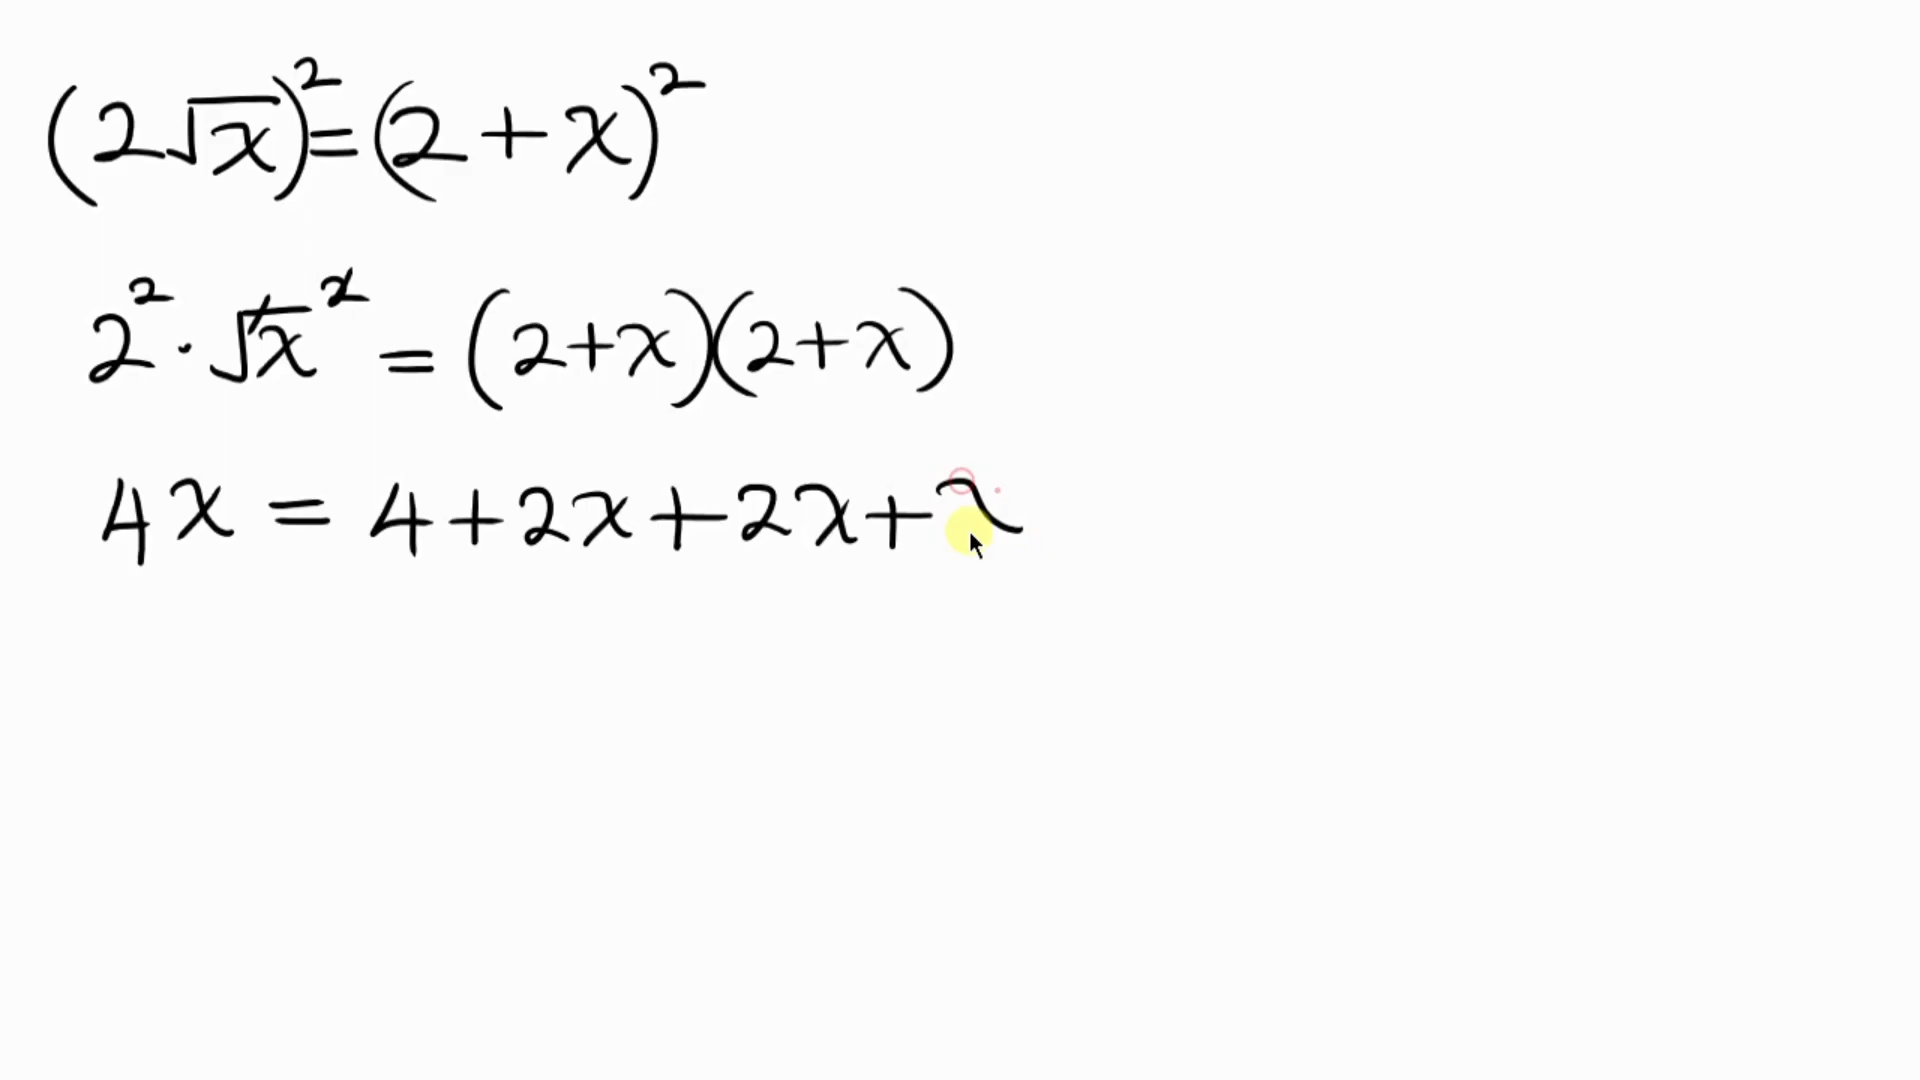 (2√x)² = (2 + x)²
2² · √x² = (2+x)(2+x)
4x = 4+2x+2x+